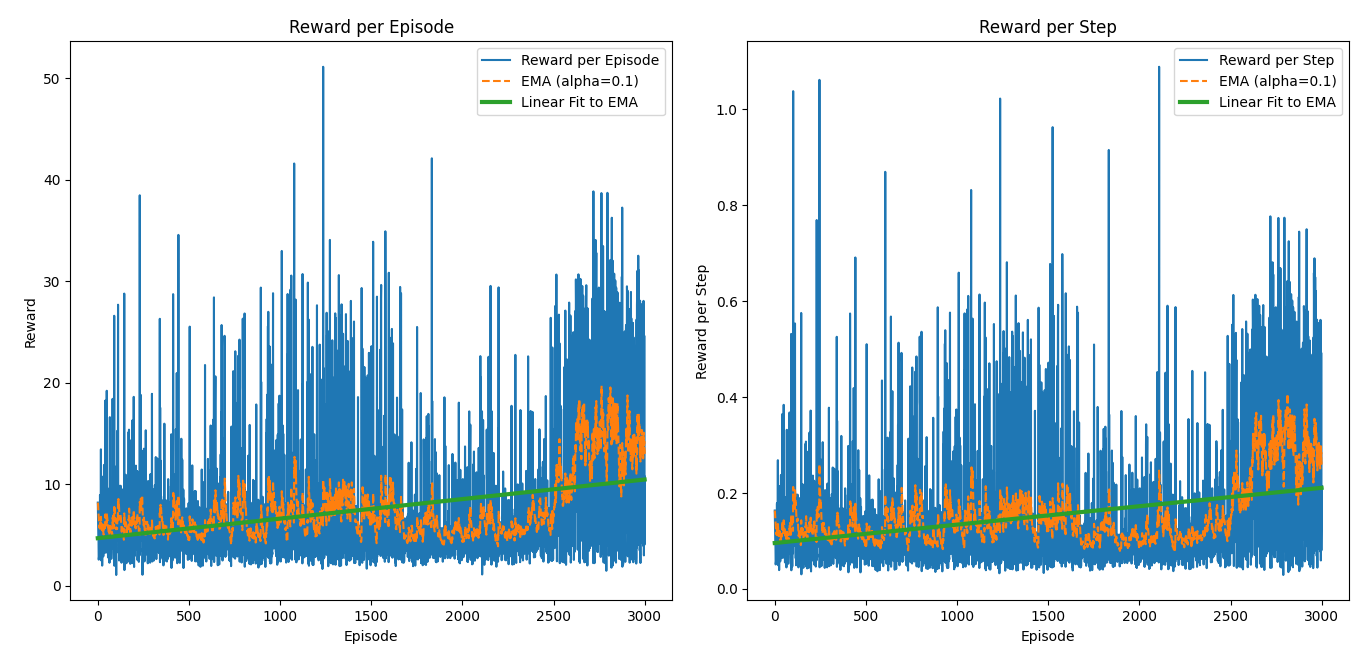 Reward per Episode
Reward per Episode
EMA (alpha=0.1)
Linear Fit to EMA
50
40
30
20
10
0
Reward
0 500 1000 1500 2000 2500 3000
Episode
Reward per Step
Reward per Step
EMA (alpha=0.1)
Linear Fit to EMA
1.0
0.8
0.6
0.4
0.2
0.0
Reward per Step
0 500 1000 1500 2000 2500 3000
Episode